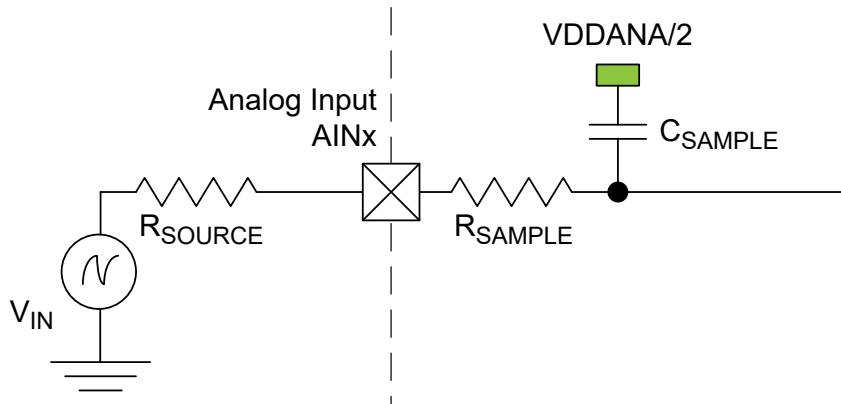 VDDANA/2
Analog Input
AINx
CSAMPLE
RSOURCE
RSAMPLE
VIN